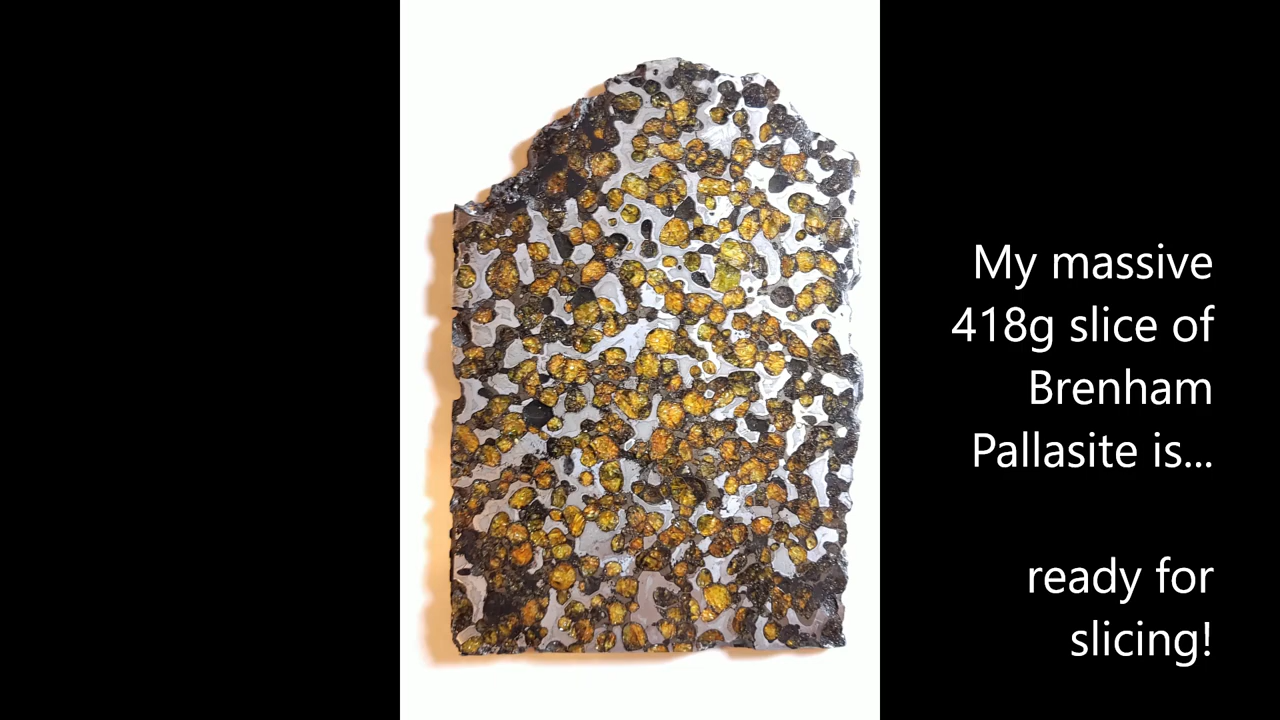 My massive
418g slice of
Brenham
Pallasite is...
ready for
slicing!